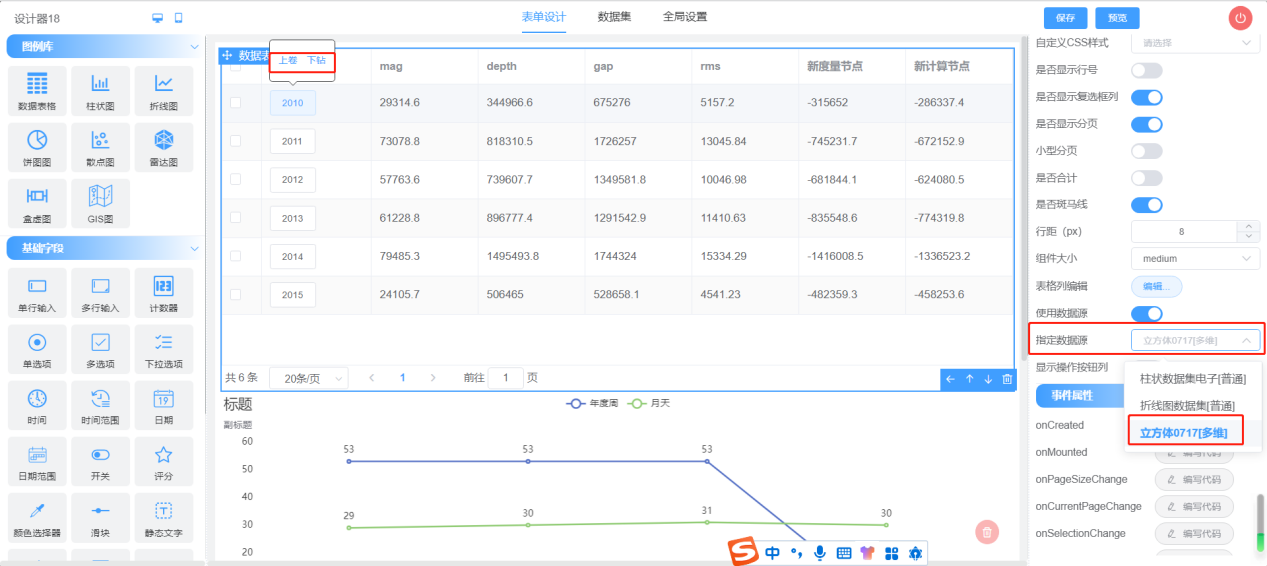 设计器18
表单设计 数据集 全局设置
保存 预览
图例库
数据表格 柱状图 折线图
饼图图 散点图 雷达图
盒虚图 GIS图
基础字段
单行输入 多行输入 计数器
单选项 多选项 下拉选项
时间 时间范围 日期
日期范围 开关 评分
颜色选择器 滑块 静态文字
数据表
上卷 下钻
mag depth gap rms 新度量节点 新计算节点
2010 29314.6 344966.6 675276 5157.2 -315652 -286337.4
2011 73078.8 818310.5 1726257 13045.84 -745231.7 -672152.9
2012 57763.6 739607.7 1349581.8 10046.98 -681844.1 -624080.5
2013 61228.8 896777.4 1291542.9 11410.63 -835548.6 -774319.8
2014 79485.3 1495493.8 1744324 15334.29 -1416008.5 -1336523.2
2015 24105.7 506465 528658.1 4541.23 -482359.3 -458253.6
共 6 条 20条/页 1 前往 1 页
标题
副标题
年度周 月天
60
50
40
30
20
53 53 53
29 30 31 30
中
自定义CSS样式 请选择
是否显示行号
是否显示复选框列
是否显示分页
小型分页
是否合计
是否斑马线
行距（px） 8
组件大小 medium
表格列编辑 编辑...
使用数据源
指定数据源 立方体0717[多维]
显示操作按钮列
柱状数据集电子[普通]
折线图数据集[普通]
立方体0717[多维]
事件属性
onCreated
onMounted 编写代码
onPageSizeChange 编写代码
onCurrentPageChange 编写代码
onSelectionChange 编写代码